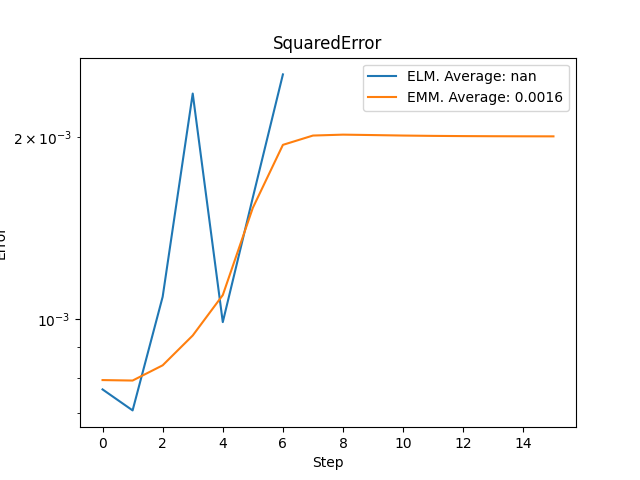 SquaredError
ELM. Average: nan
EMM. Average: 0.0016
2 × 10⁻³
10⁻³
Error
0 2 4 6 8 10 12 14
Step